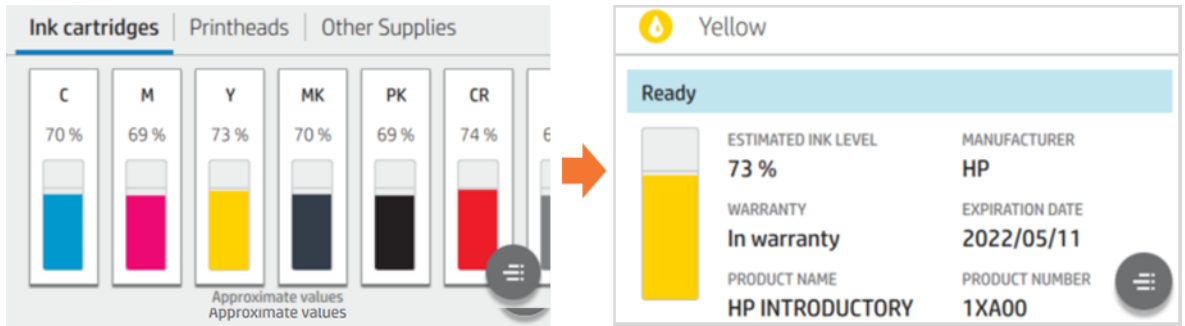 Ink cartridges Printheads Other Supplies
C M Y MK PK CR
70 % 69 % 73 % 70 % 69 % 74 % 6
Approximate values
Approximate values
Yellow
Ready
ESTIMATED INK LEVEL MANUFACTURER
73 % HP
WARRANTY EXPIRATION DATE
In warranty 2022/05/11
PRODUCT NAME PRODUCT NUMBER
HP INTRODUCTORY 1XA00